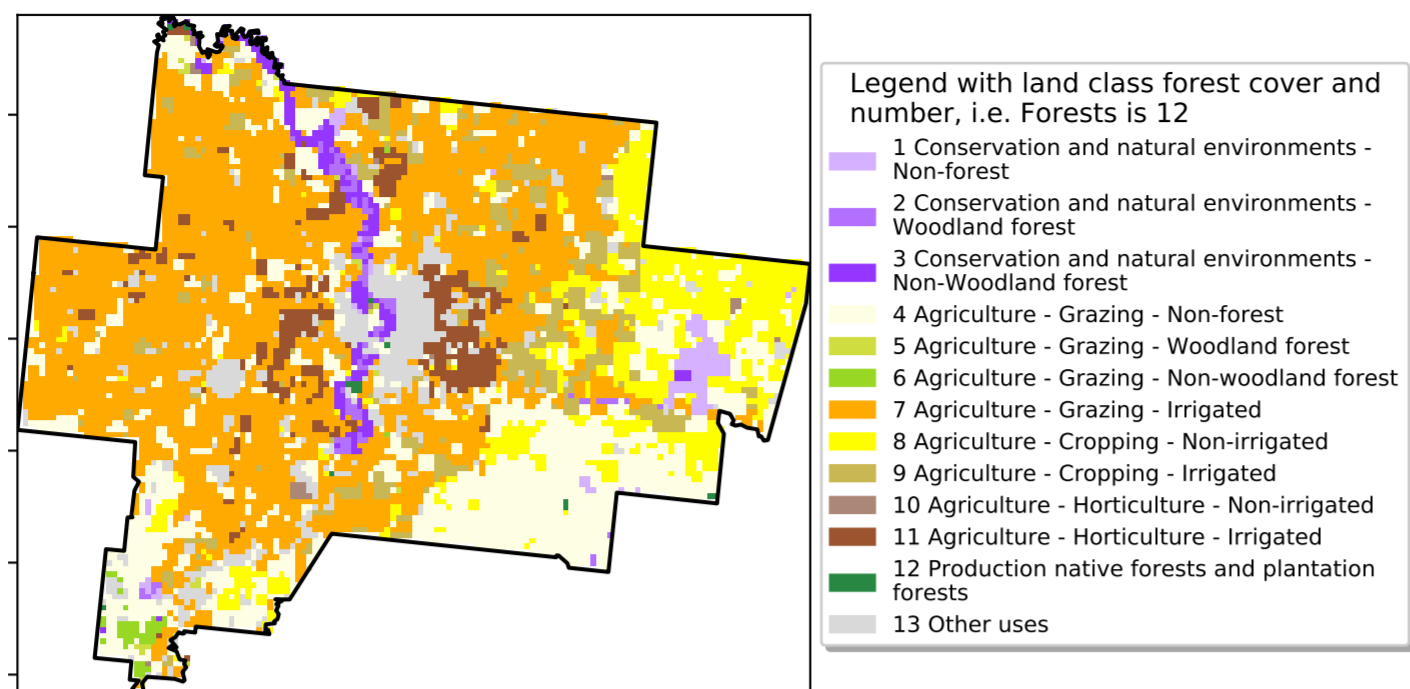 Legend with land class forest cover and
number, i.e. Forests is 12
1 Conservation and natural environments -
Non-forest
2 Conservation and natural environments -
Woodland forest
3 Conservation and natural environments -
Non-Woodland forest
4 Agriculture - Grazing - Non-forest
5 Agriculture - Grazing - Woodland forest
6 Agriculture - Grazing - Non-woodland forest
7 Agriculture - Grazing - Irrigated
8 Agriculture - Cropping - Non-irrigated
9 Agriculture - Cropping - Irrigated
10 Agriculture - Horticulture - Non-irrigated
11 Agriculture - Horticulture - Irrigated
12 Production native forests and plantation
forests
13 Other uses